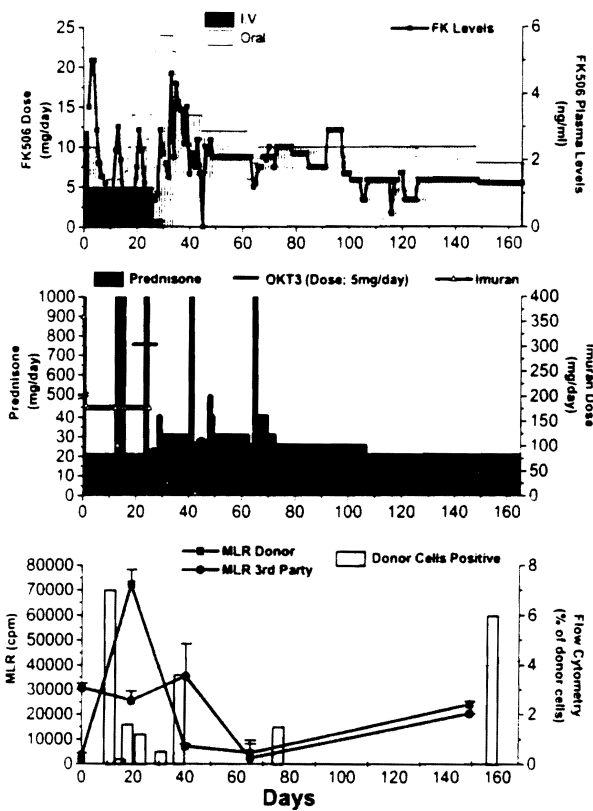 I.V
Oral
FK Levels
FK506 Dose
(mg/day)
25
20
15
10
5
0
6
4
2
0
FK506 Plasma Levels
(ng/ml)
0 20 40 60 80 100 120 140 160
Prednisone
OKT3 (Dose: 5mg/day)
Imuran
Prednisone
(mg/day)
1000
900
800
700
600
500
40
30
20
10
0
400
350
300
250
200
150
100
50
0
Imuran Dose
(mg/day)
0 20 40 60 80 100 120 140 160
MLR Donor
MLR 3rd Party
Donor Cells Positive
MLR (cpm)
80000
70000
60000
50000
40000
30000
20000
10000
0
8
6
4
2
0
Flow Cytometry
(% of donor cells)
0 20 40 60 80 100 120 140 160
Days